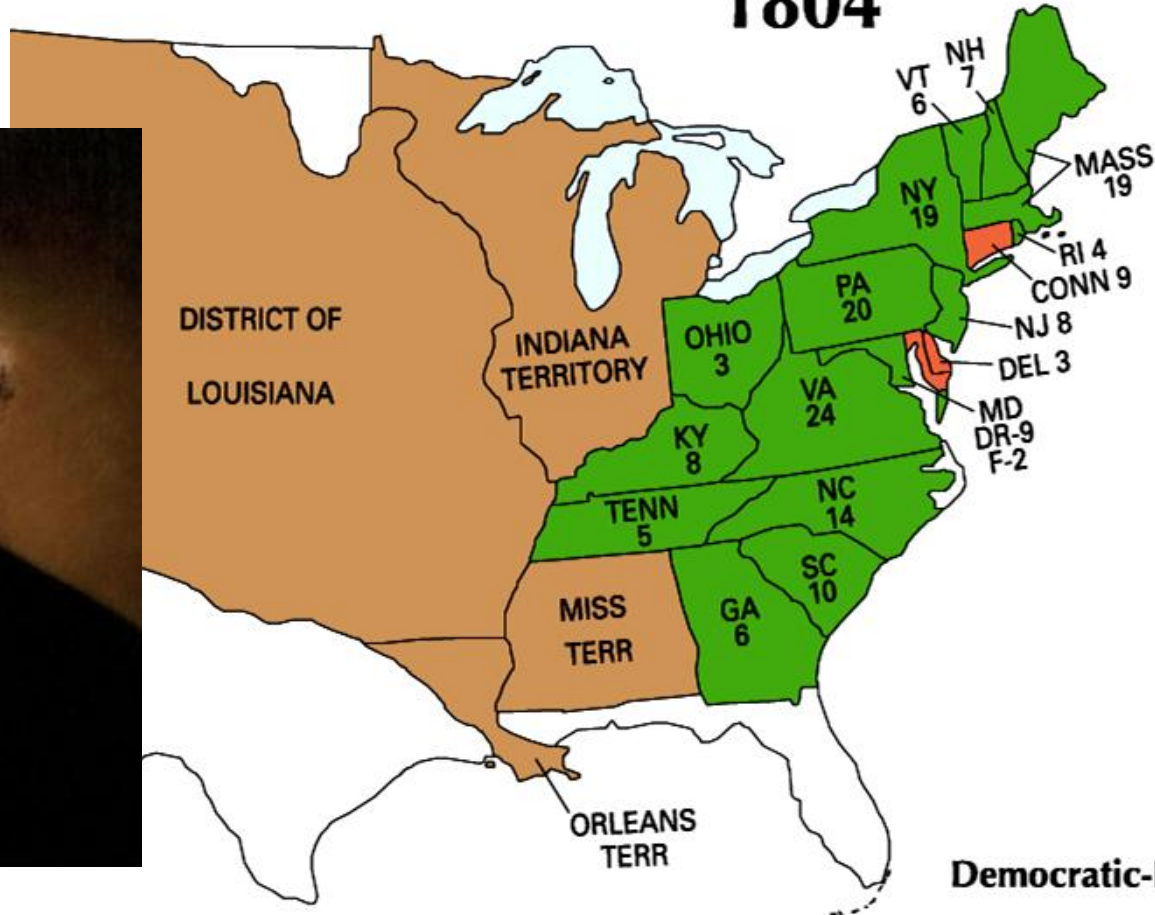 1804
NH
7
VT
6
MASS
19
NY
19
RI 4
CONN 9
PA
20
NJ 8
OHIO
3
DEL 3
DISTRICT OF
LOUISIANA
INDIANA
TERRITORY
VA
24
MD
DR-9
F-2
KY
8
NC
14
TENN
5
SC
10
MISS
TERR
GA
6
ORLEANS
TERR
Democratic-